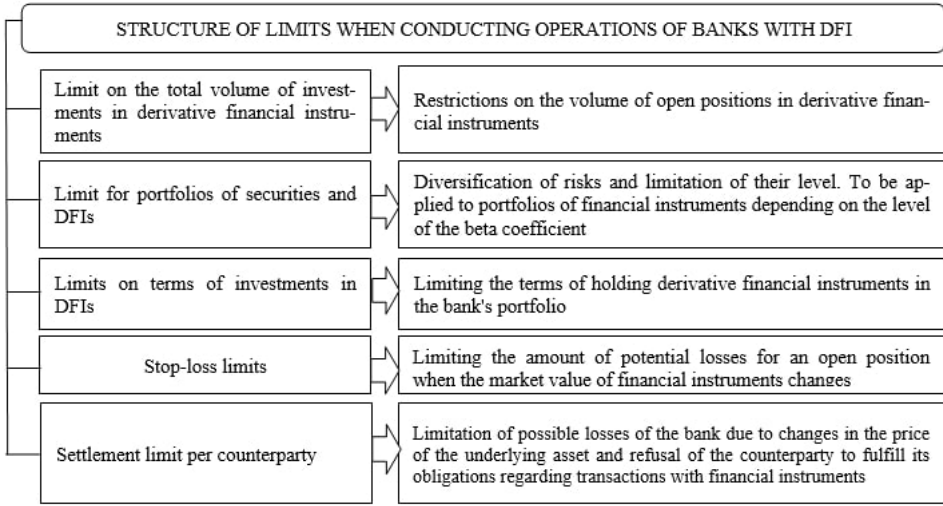 STRUCTURE OF LIMITS WHEN CONDUCTING OPERATIONS OF BANKS WITH DFI
Limit on the total volume of invest-
ments in derivative financial instru-
ments
Restrictions on the volume of open positions in derivative finan-
cial instruments
Limit for portfolios of securities and
DFIs
Diversification of risks and limitation of their level. To be ap-
plied to portfolios of financial instruments depending on the level
of the beta coefficient
Limits on terms of investments in
DFIs
Limiting the terms of holding derivative financial instruments in
the bank's portfolio
Stop-loss limits
Limiting the amount of potential losses for an open position
when the market value of financial instruments changes
Settlement limit per counterparty
Limitation of possible losses of the bank due to changes in the price
of the underlying asset and refusal of the counterparty to fulfill its
obligations regarding transactions with financial instruments